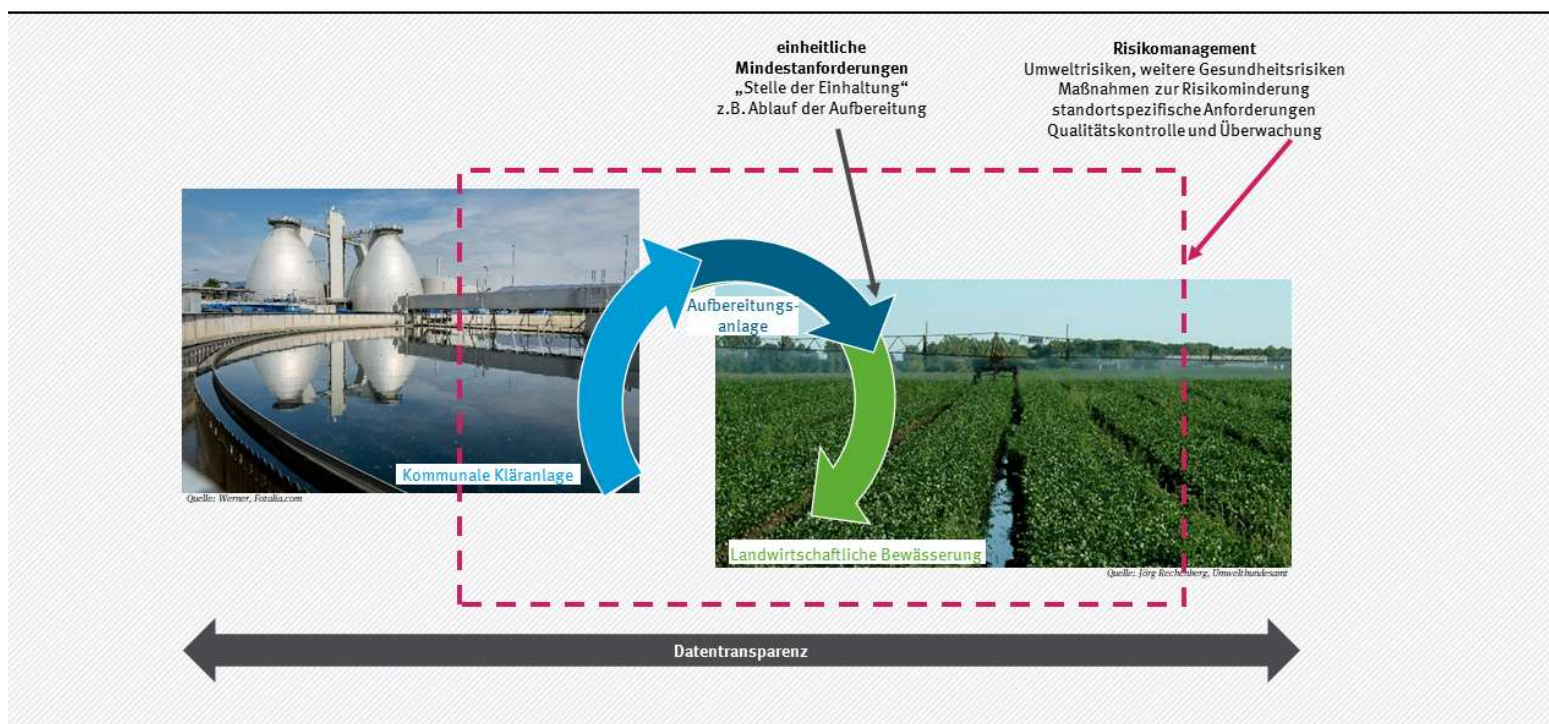 einheitliche
Mindestanforderungen
„Stelle der Einhaltung“
z.B. Ablauf der Aufbereitung
Risikomanagement
Umweltrisiken, weitere Gesundheitsrisiken
Maßnahmen zur Risikominderung
standortspezifische Anforderungen
Qualitätskontrolle und Überwachung
Aufbereitungs-
anlage
Kommunale Kläranlage
Quelle: Werner, Fotalia.com
Landwirtschaftliche Bewässerung
Quelle: Jörg Rechenberg, Umweltbundesamt
Datentransparenz